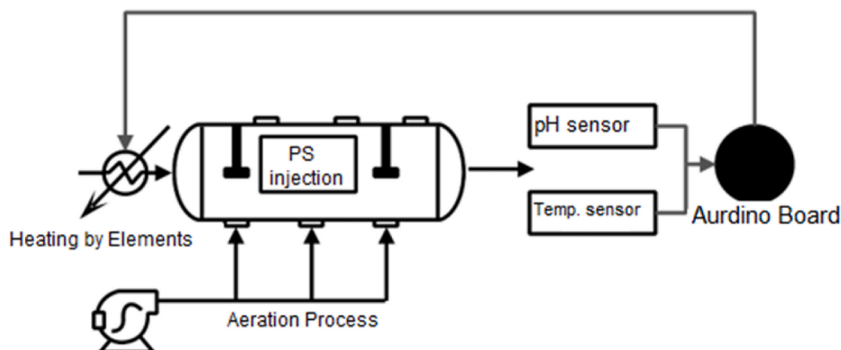 pH sensor
PS
injection
Temp. sensor
Aurdino Board
Heating by Elements
Aeration Process